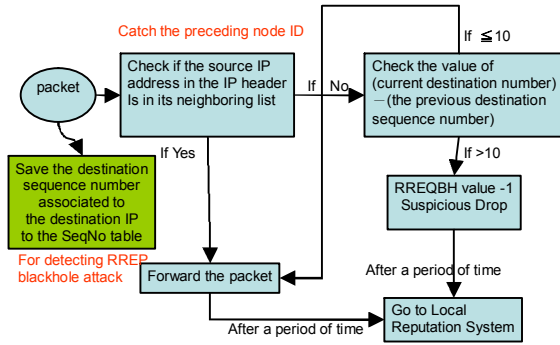 Catch the preceding node ID
If ≦10
packet
Check if the source IP
address in the IP header
Is in its neighboring list
If No
Check the value of
(current destination number)
－(the previous destination
sequence number)
If Yes
If >10
Save the destination
sequence number
associated to
the destination IP
to the SeqNo table
RREQBH value -1
Suspicious Drop
For detecting RREP
blackhole attack
Forward the packet
After a period of time
After a period of time
Go to Local
Reputation System